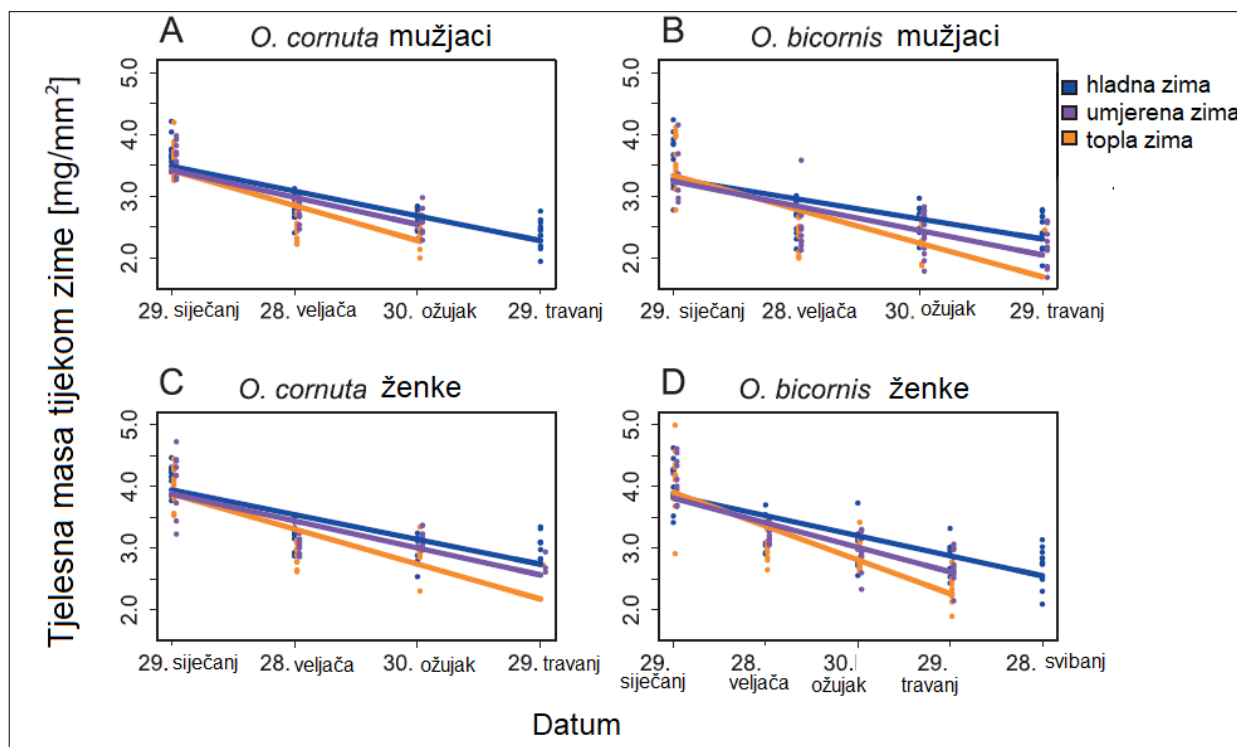 A O. cornuta mužjaci
B O. bicornis mužjaci
hladna zima
umjerena zima
topla zima
Tjelesna masa tijekom zime [mg/mm²]
5.0
4.0
3.0
2.0
29. siječanj 28. veljača 30. ožujak 29. travanj
5.0
4.0
3.0
2.0
29. siječanj 28. veljača 30. ožujak 29. travanj
C O. cornuta ženke
D O. bicornis ženke
5.0
4.0
3.0
2.0
29. siječanj 28. veljača 30. ožujak 29. travanj
5.0
4.0
3.0
2.0
29. 28. 30. 29. 28. svibanj
siječanj veljača ožujak travanj
Datum